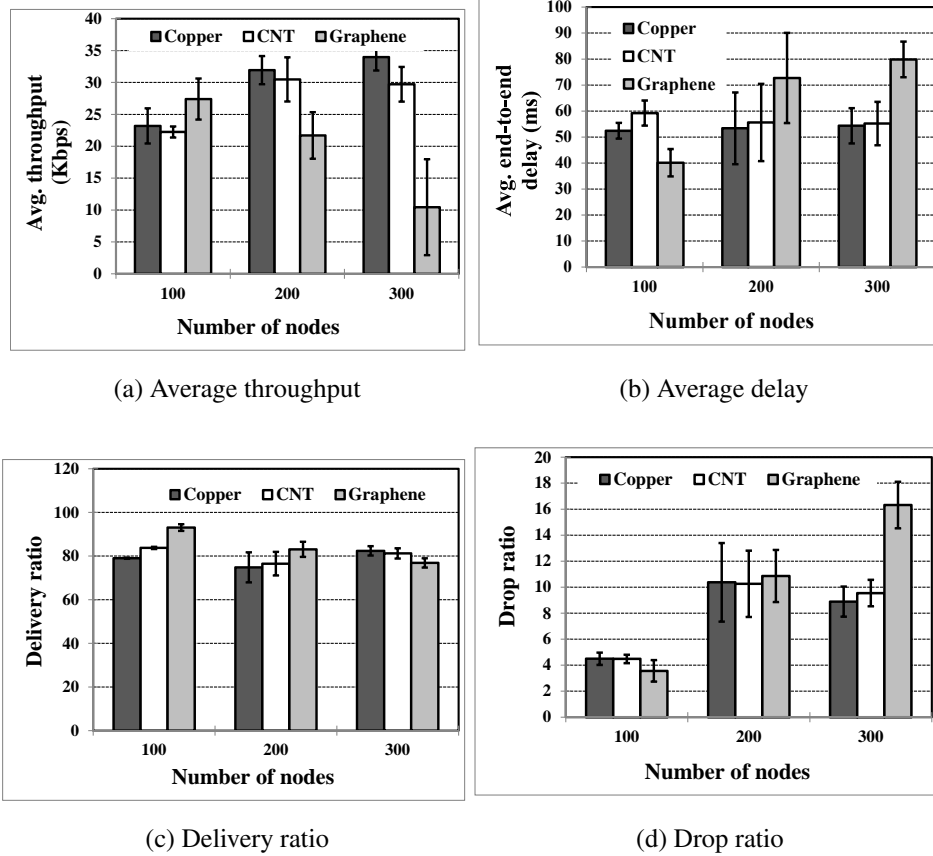 40
35
30
25
20
15
10
5
0
Avg. throughput
(Kbps)
Copper CNT Graphene
100 200 300
Number of nodes
(a) Average throughput
100
90
80
70
60
50
40
30
20
10
0
Avg. end-to-end
delay (ms)
Copper
CNT
Graphene
100 200 300
Number of nodes
(b) Average delay
120
100
80
60
40
20
0
Delivery ratio
Copper CNT Graphene
100 200 300
Number of nodes
(c) Delivery ratio
20
18
16
14
12
10
8
6
4
2
0
Drop ratio
Copper CNT Graphene
100 200 300
Number of nodes
(d) Drop ratio